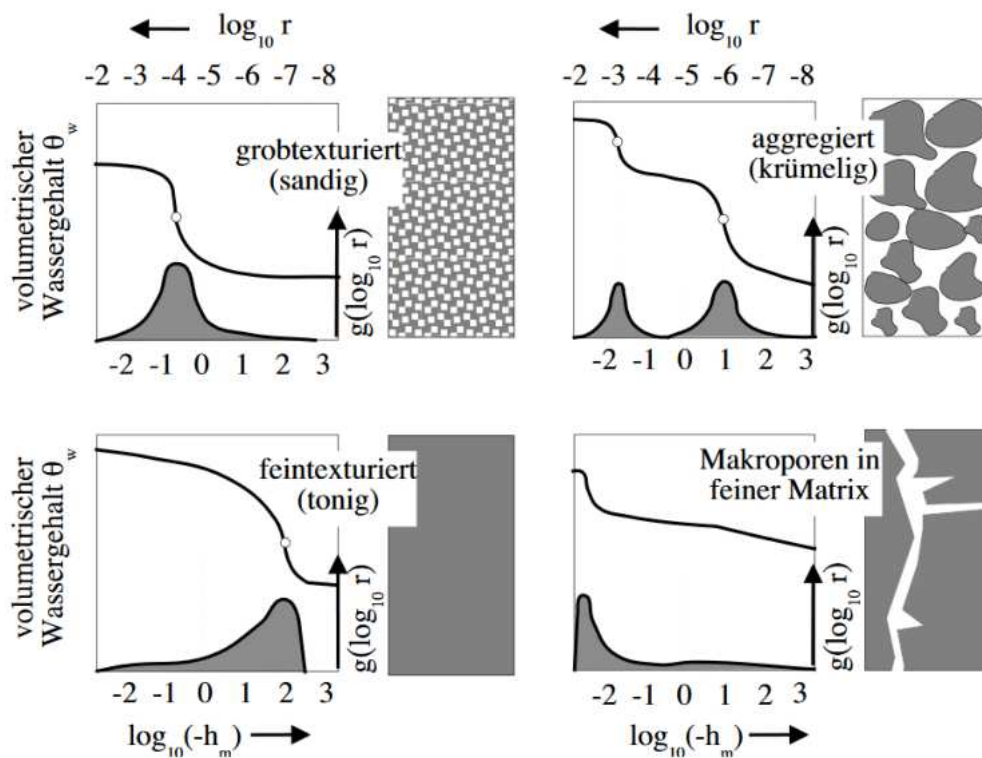 log₁₀ r
-2 -3 -4 -5 -6 -7 -8
volumetrischer
Wassergehalt θw
grobtexturiert
(sandig)
g(log₁₀ r)
-2 -1 0 1 2 3
log₁₀ r
-2 -3 -4 -5 -6 -7 -8
aggregiert
(krümelig)
g(log₁₀ r)
-2 -1 0 1 2 3
volumetrischer
Wassergehalt θw
feintexturiert
(tonig)
g(log₁₀ r)
-2 -1 0 1 2 3
log₁₀(-hm)
Makroporen in
feiner Matrix
g(log₁₀ r)
-2 -1 0 1 2 3
log₁₀(-hm)